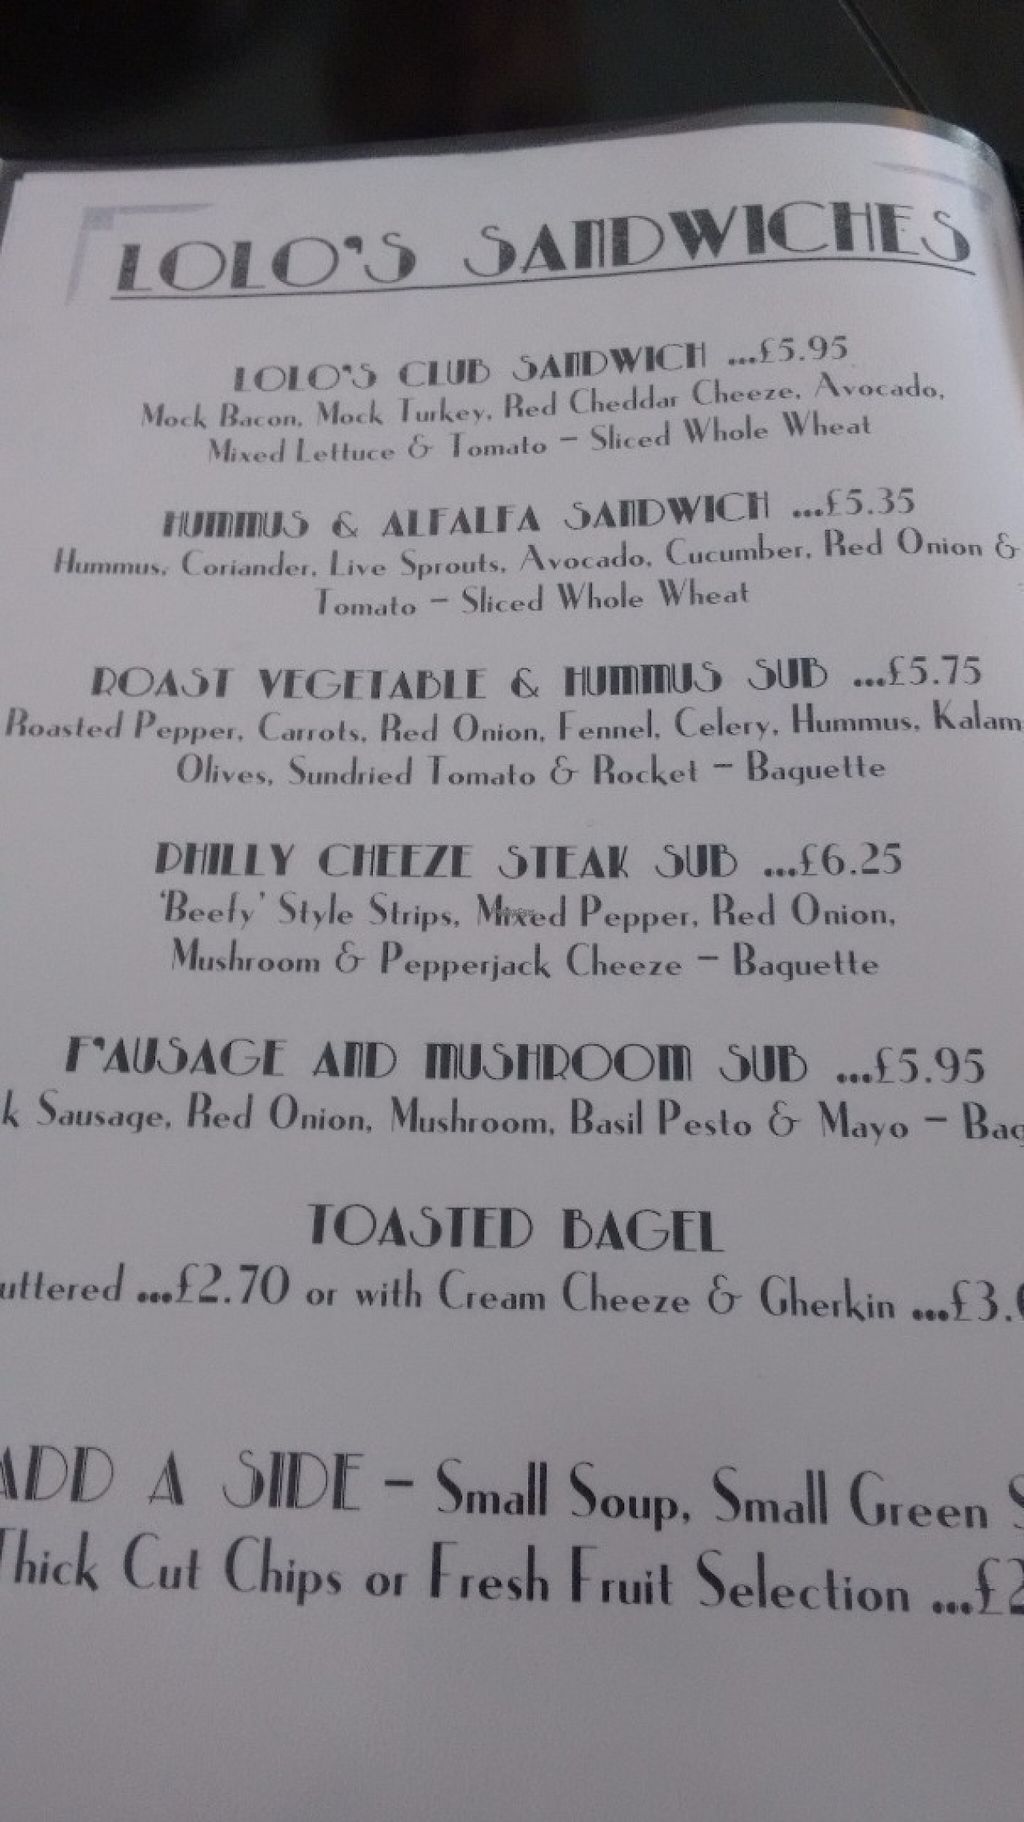 LOLO'S SANDWICHES
LOLO'S CLUB SANDWICH ...£5.95
Mock Bacon, Mock Turkey, Red Cheddar Cheeze, Avocado,
Mixed Lettuce & Tomato – Sliced Whole Wheat
HUMMUS & ALFALFA SANDWICH ...£5.35
Hummus, Coriander, Live Sprouts, Avocado, Cucumber, Red Onion &
Tomato – Sliced Whole Wheat
ROAST VEGETABLE & HUMMUS SUB ...£5.75
Roasted Pepper, Carrots, Red Onion, Fennel, Celery, Hummus, Kalam
Olives, Sundried Tomato & Rocket – Baguette
PHILLY CHEEZE STEAK SUB ...£6.25
'Beefy' Style Strips, Mixed Pepper, Red Onion,
Mushroom & Pepperjack Cheeze – Baguette
F'AUSAGE AND MUSHROOM SUB ...£5.95
k Sausage, Red Onion, Mushroom, Basil Pesto & Mayo – Bag
TOASTED BAGEL
uttered ...£2.70 or with Cream Cheeze & Gherkin ...£3.
ADD A SIDE – Small Soup, Small Green S
Thick Cut Chips or Fresh Fruit Selection ...£2